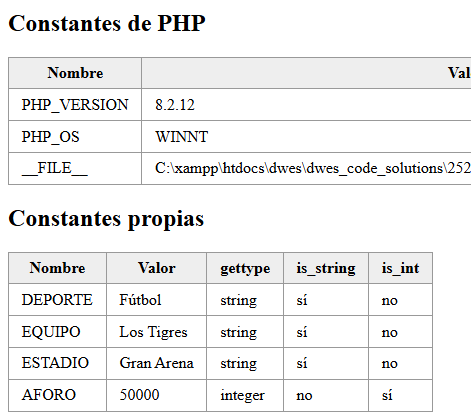 Constantes de PHP
Nombre Val
PHP_VERSION 8.2.12
PHP_OS WINNT
__FILE__ C:\xampp\htdocs\dwes\dwes_code_solutions\252
Constantes propias
Nombre Valor gettype is_string is_int
DEPORTE Fútbol string sí no
EQUIPO Los Tigres string sí no
ESTADIO Gran Arena string sí no
AFORO 50000 integer no sí